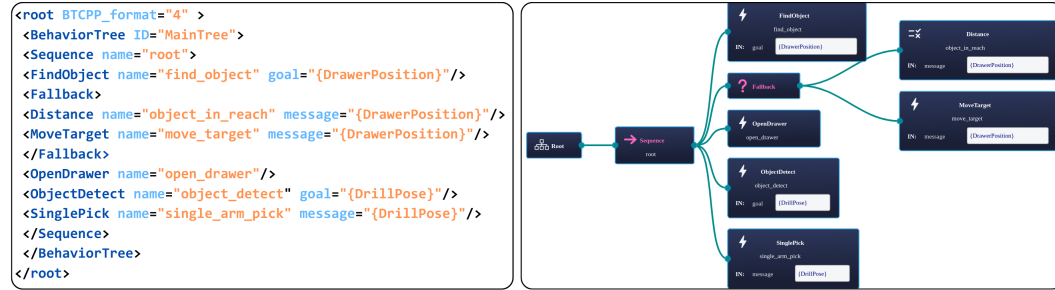 <root BTCPP_format="4" >
<BehaviorTree ID="MainTree">
<Sequence name="root">
<FindObject name="find_object" goal="{DrawerPosition}"/>
<Fallback>
<Distance name="object_in_reach" message="{DrawerPosition}"/>
<MoveTarget name="move_target" message="{DrawerPosition}"/>
</Fallback>
<OpenDrawer name="open_drawer"/>
<ObjectDetect name="object_detect" goal="{DrillPose}"/>
<SinglePick name="single_arm_pick" message="{DrillPose}"/>
</Sequence>
</BehaviorTree>
</root>
Root
Sequence
root
FindObject
find_object
IN: goal {DrawerPosition}
Fallback
Distance
object_in_reach
IN: message {DrawerPosition}
MoveTarget
move_target
IN: message {DrawerPosition}
OpenDrawer
open_drawer
ObjectDetect
object_detect
IN: goal {DrillPose}
SinglePick
single_arm_pick
IN: message {DrillPose}